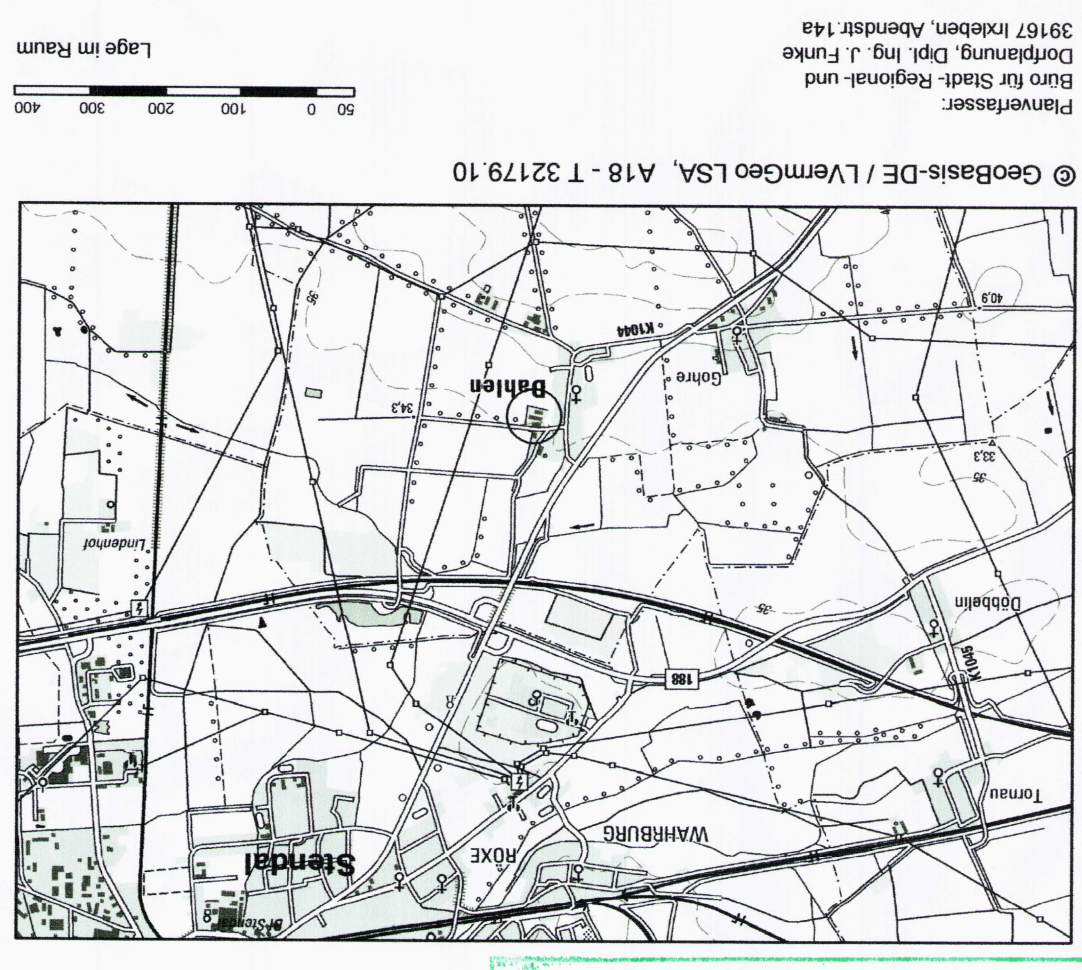 Bf Stendal
Stendal
RÖXE
WAHRBURG
Tornau
K1045
188
Döbbelin
35
Lindenhof
33,3
35
34,3
Dahlen
Gohre
K1044
40,9
35
© GeoBasis-DE / LVermGeo LSA, A18 - T 32179.10
Planverfasser:
Büro für Stadt- Regional- und
Dorfplanung, Dipl. Ing. J. Funke
39167 Irxleben, Abendstr.14a
50 0 100 200 300 400
Lage im Raum